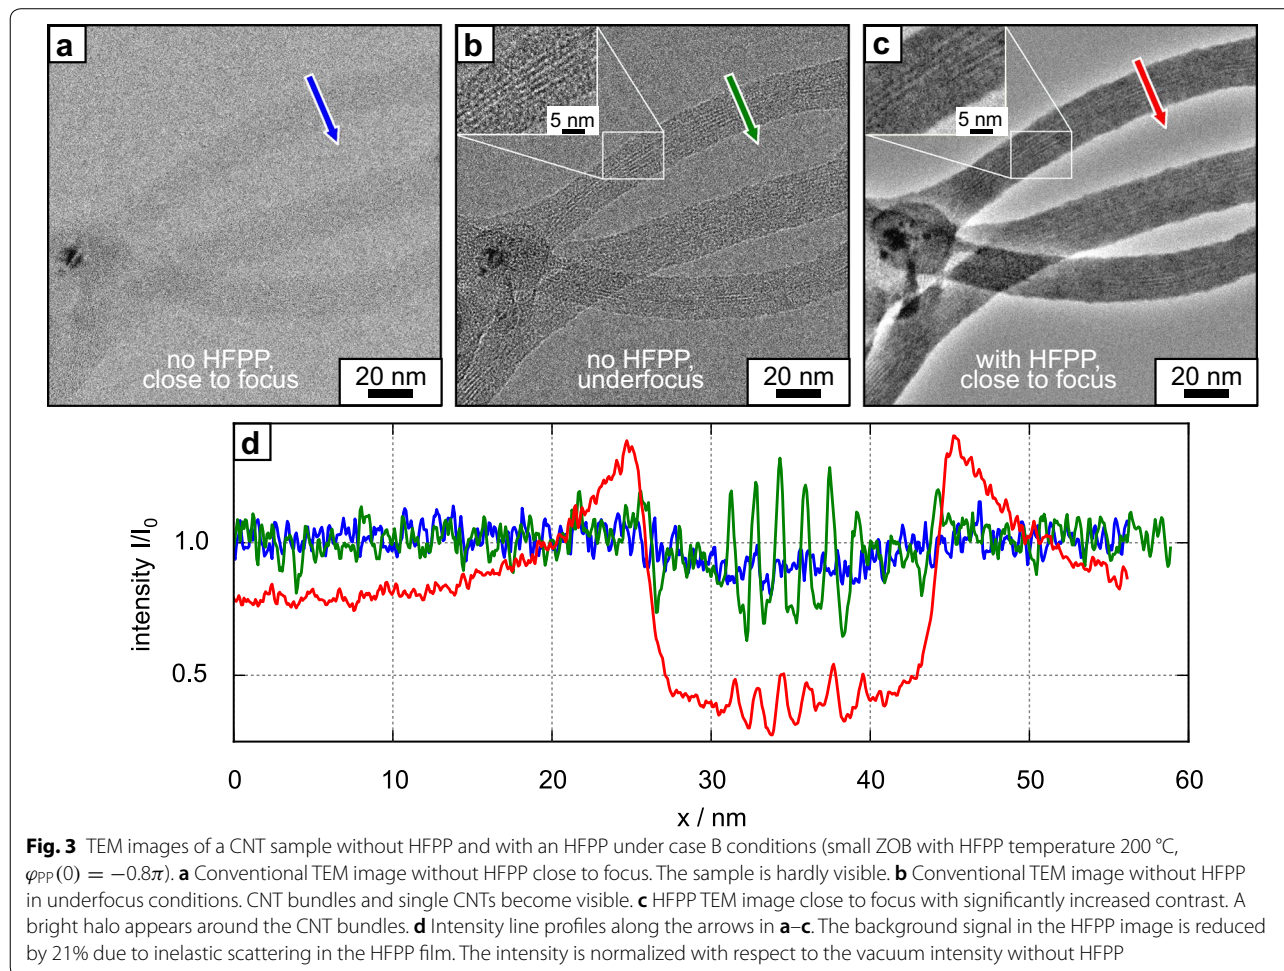 a
b
c
5 nm
5 nm
no HFPP,
close to focus
20 nm
no HFPP,
underfocus
20 nm
with HFPP,
close to focus
20 nm
d
intensity I/I0
1.0
0.5
0 10 20 30 40 50 60
x / nm
Fig. 3 TEM images of a CNT sample without HFPP and with an HFPP under case B conditions (small ZOB with HFPP temperature 200 °C,
φPP(0) = −0.8π). a Conventional TEM image without HFPP close to focus. The sample is hardly visible. b Conventional TEM image without HFPP
in underfocus conditions. CNT bundles and single CNTs become visible. c HFPP TEM image close to focus with significantly increased contrast. A
bright halo appears around the CNT bundles. d Intensity line profiles along the arrows in a–c. The background signal in the HFPP image is reduced
by 21% due to inelastic scattering in the HFPP film. The intensity is normalized with respect to the vacuum intensity without HFPP